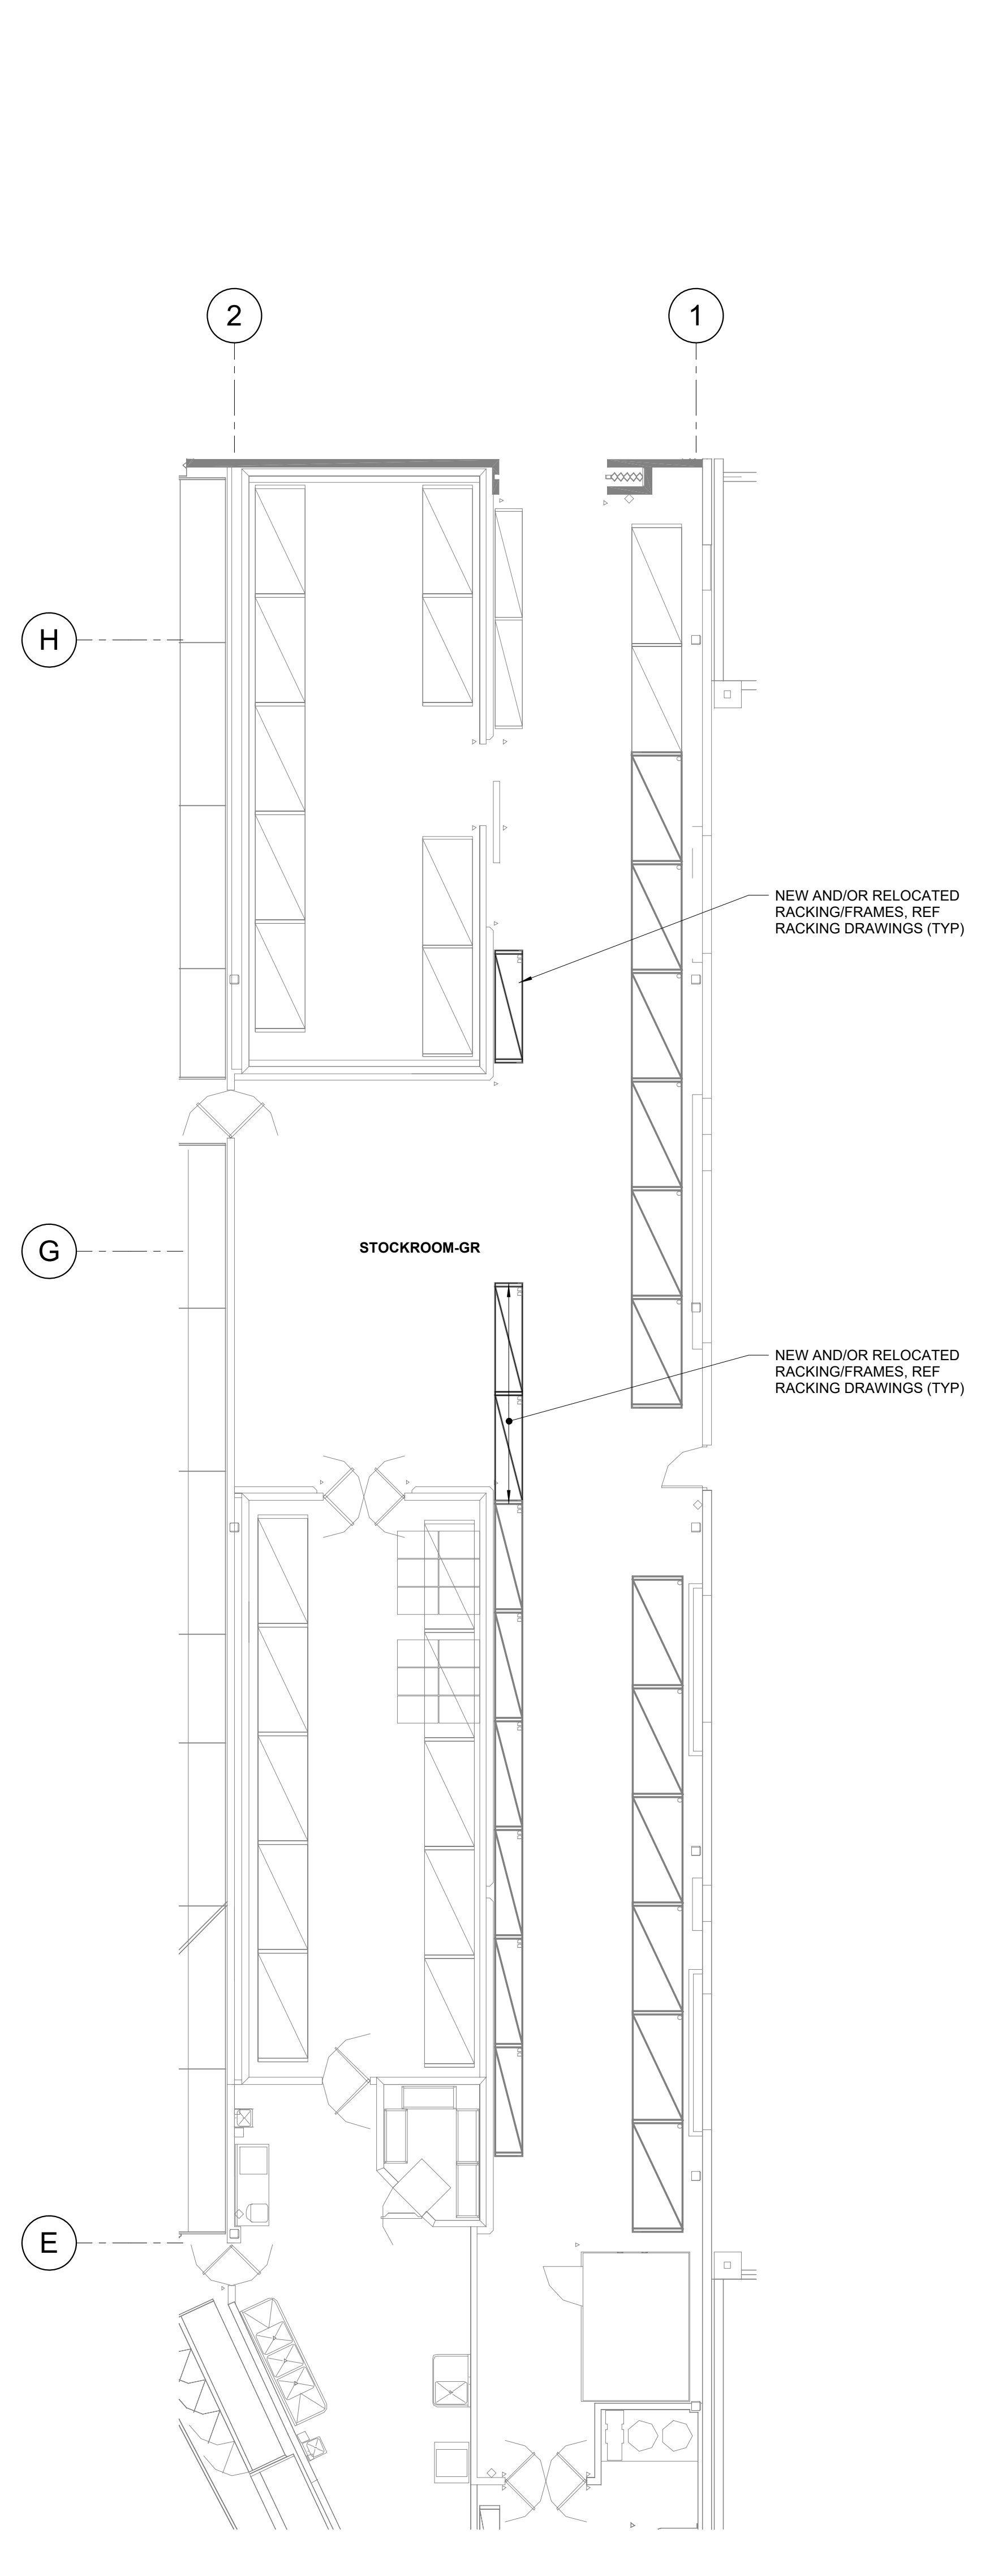 2
1
H
NEW AND/OR RELOCATED
RACKING/FRAMES, REF
RACKING DRAWINGS (TYP)
G
STOCKROOM-GR
NEW AND/OR RELOCATED
RACKING/FRAMES, REF
RACKING DRAWINGS (TYP)
E